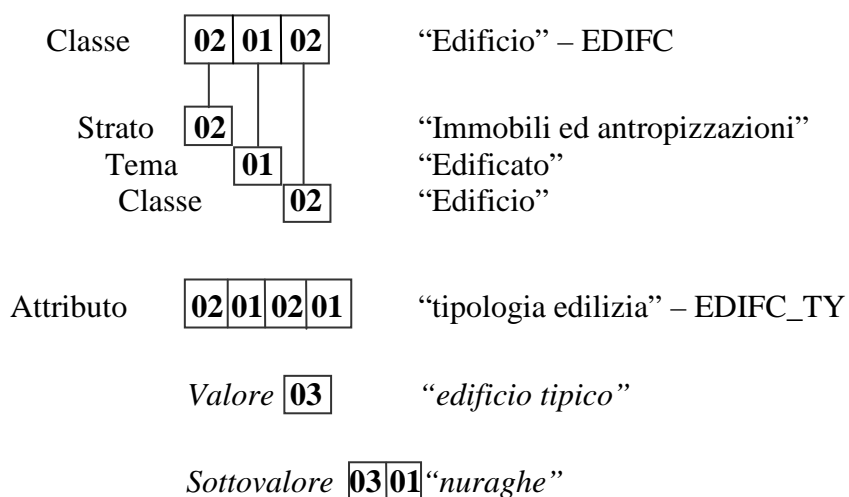 Classe 02 01 02 “Edificio” – EDIFC
Strato 02 “Immobili ed antropizzazioni”
Tema 01 “Edificato”
Classe 02 “Edificio”
Attributo 02 01 02 01 “tipologia edilizia” – EDIFC_TY
Valore 03 “edificio tipico”
Sottovalore 03 01 “nuraghe”